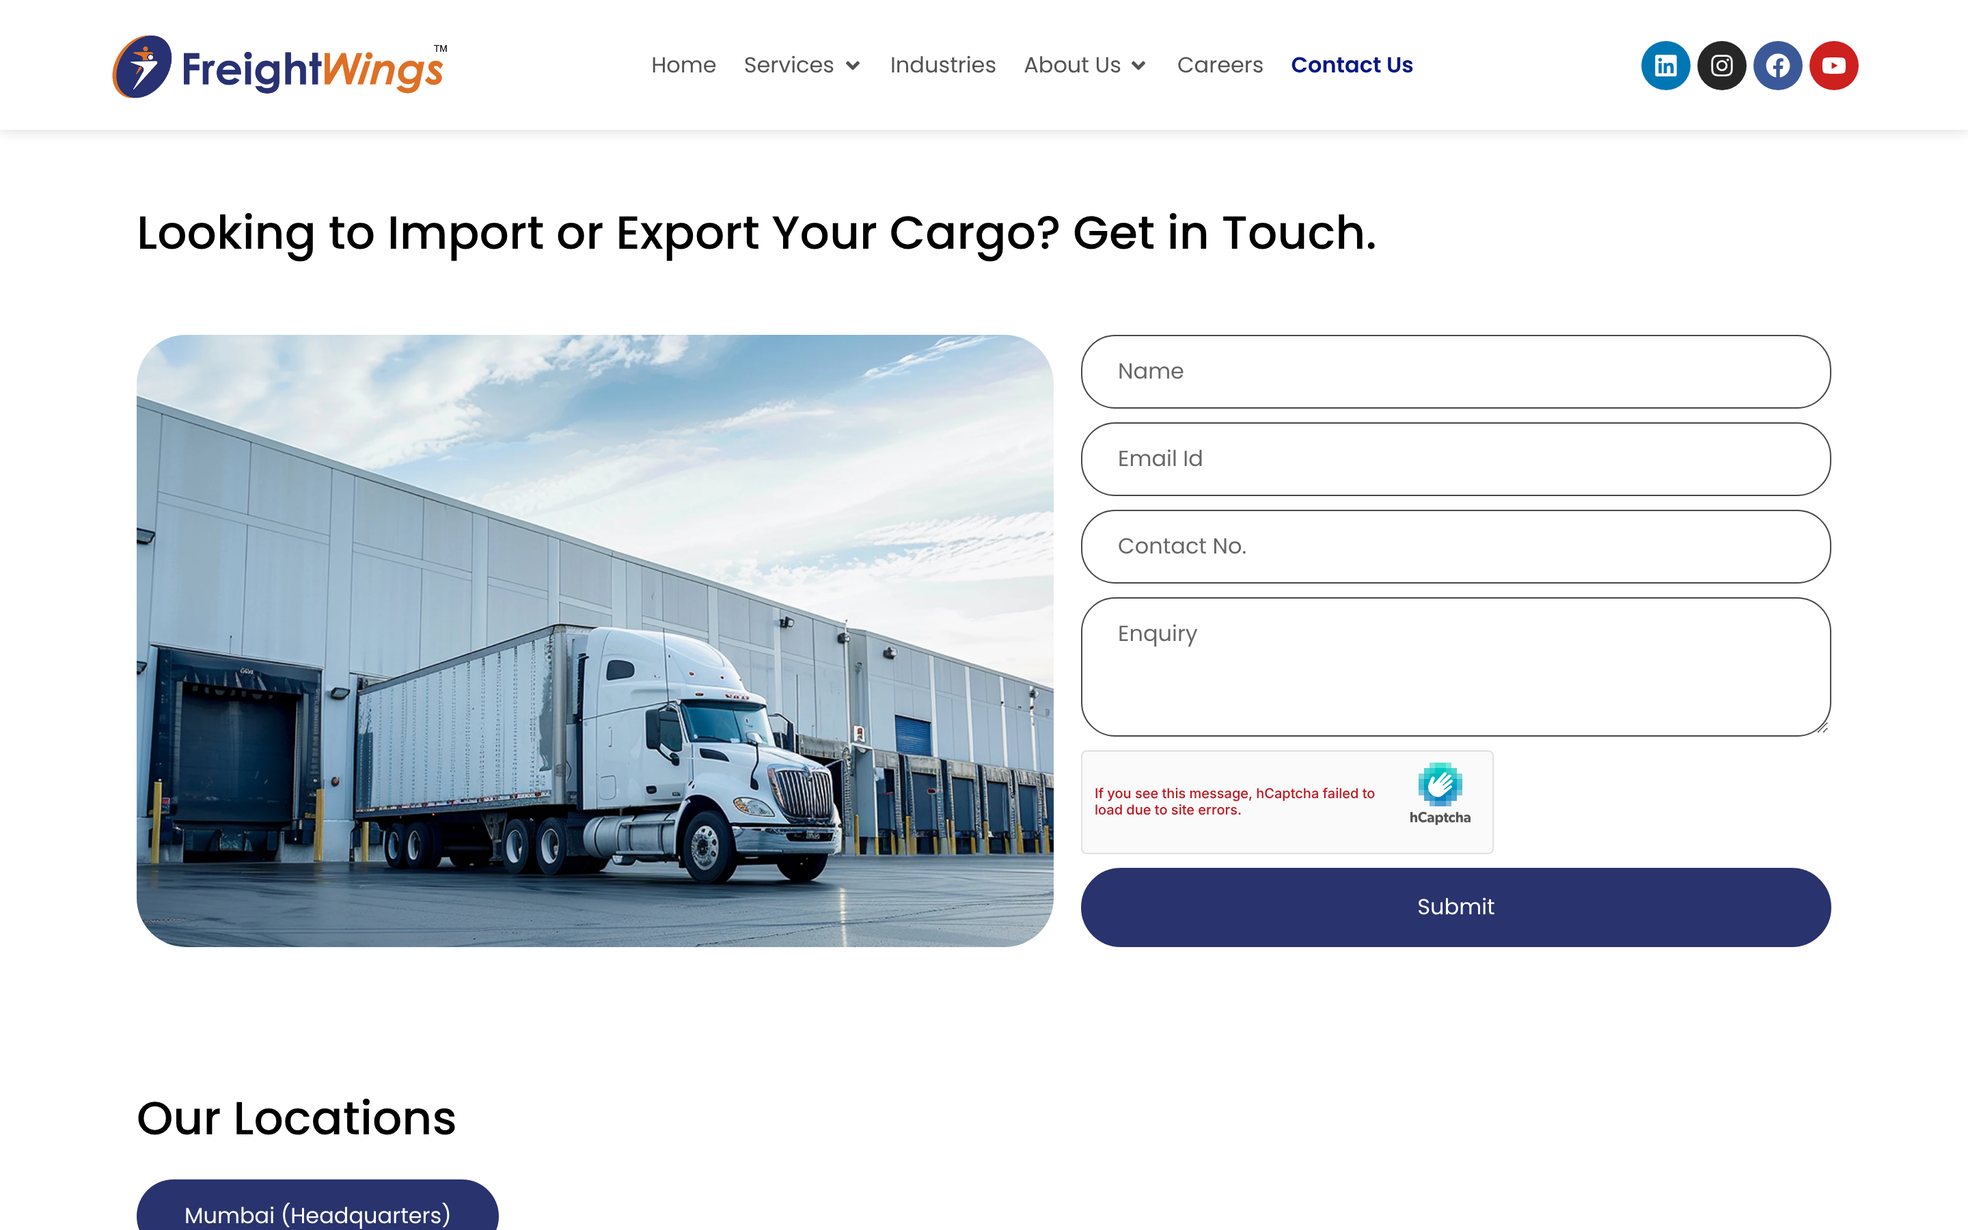 FreightWings™
Home Services Industries About Us Careers Contact Us
Looking to Import or Export Your Cargo? Get in Touch.
Name
Email Id
Contact No.
Enquiry
If you see this message, hCaptcha failed to
load due to site errors.
hCaptcha
Submit
Our Locations
Mumbai (Headquarters)